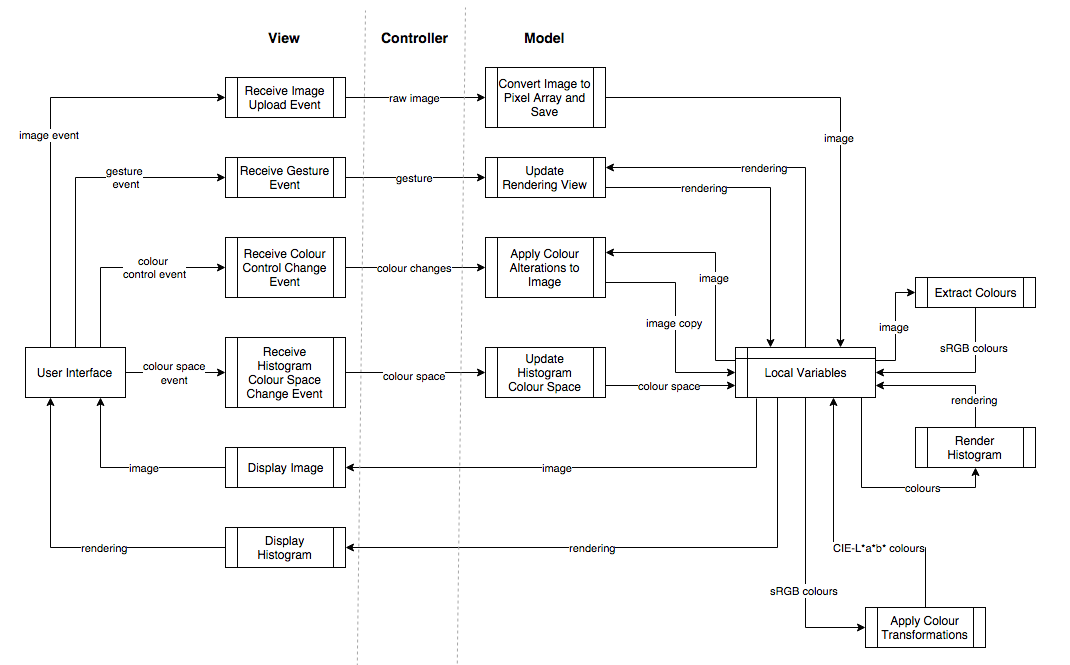 View
Controller
Model
Receive Image
Upload Event
raw image
Convert Image to
Pixel Array and
Save
image event
image
gesture
event
Receive Gesture
Event
gesture
Update
Rendering View
rendering
rendering
colour
control event
Receive Colour
Control Change
Event
colour changes
Apply Colour
Alterations to
Image
image
image copy
Extract Colours
image
sRGB colours
User Interface
colour space
event
Receive
Histogram
Colour Space
Change Event
colour space
Update
Histogram
Colour Space
colour space
Local Variables
rendering
Render
Histogram
colours
image
Display Image
image
rendering
Display
Histogram
rendering
CIE-L*a*b* colours
sRGB colours
Apply Colour
Transformations